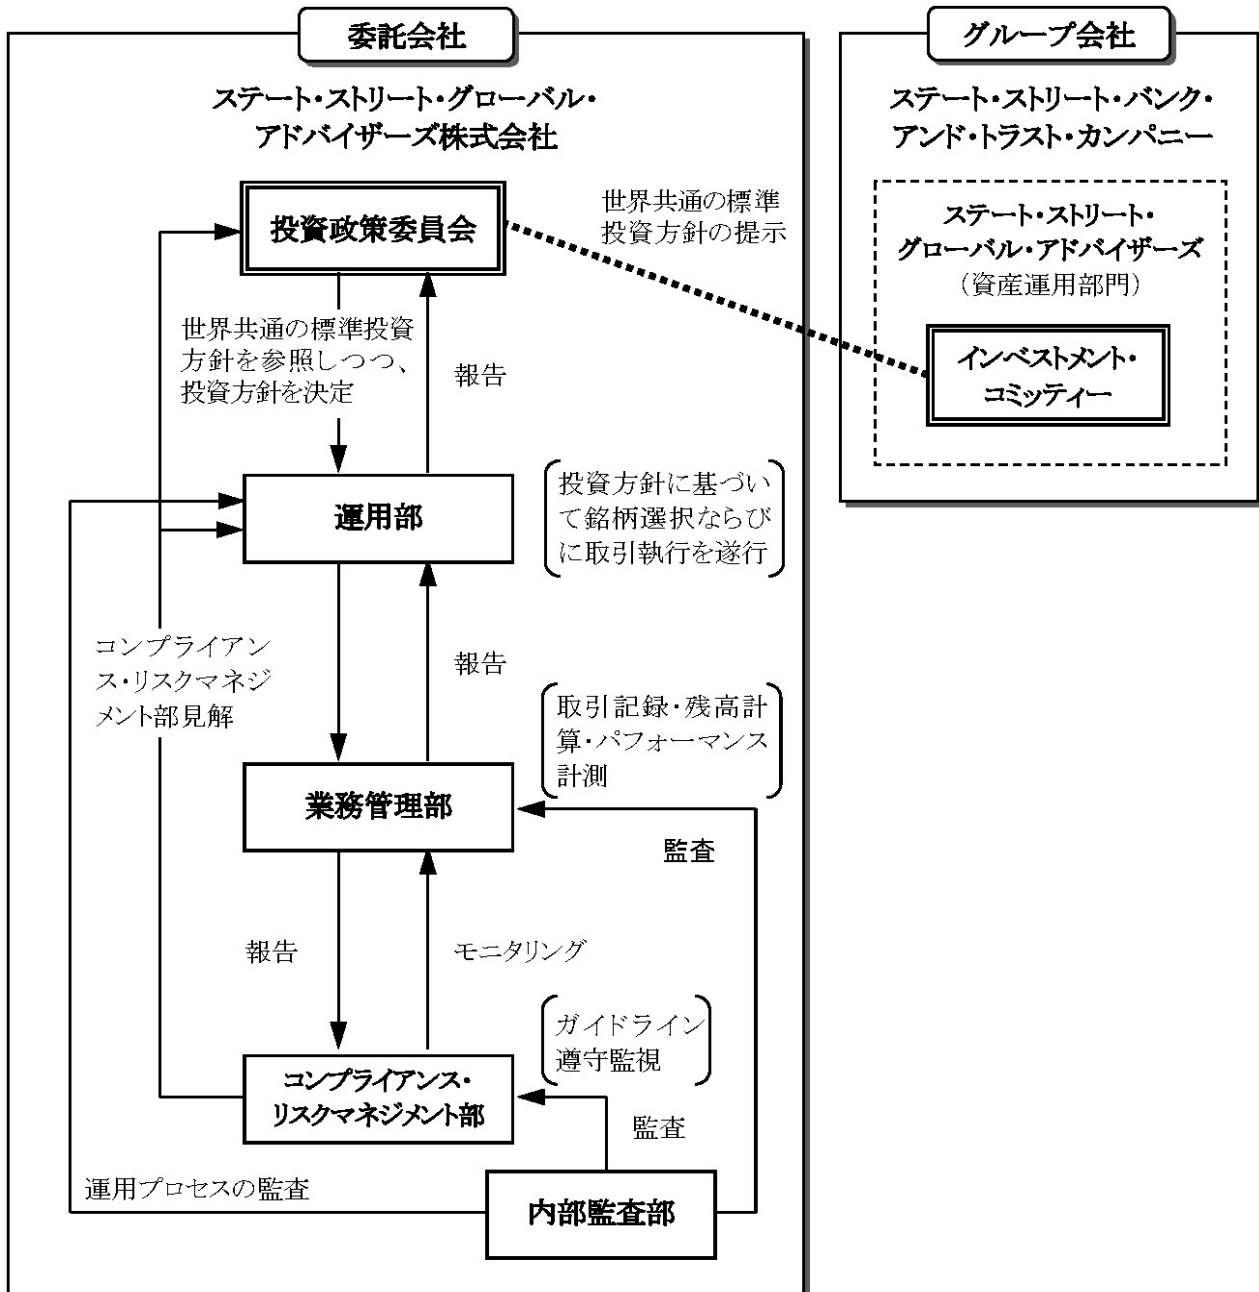 委託会社
ステート・ストリート・グローバル・
アドバイザーズ株式会社
グループ会社
ステート・ストリート・バンク・
アンド・トラスト・カンパニー
投資政策委員会
世界共通の標準
投資方針の提示
ステート・ストリート・
グローバル・アドバイザーズ
（資産運用部門）
インベストメント・
コミッティー
世界共通の標準投資
方針を参照しつつ、
投資方針を決定
報告
運用部
投資方針に基づい
て銘柄選択ならび
に取引執行を遂行
コンプライアン
ス・リスクマネジ
メント部見解
報告
取引記録・残高計
算・パフォーマンス
計測
業務管理部
監査
報告
モニタリング
ガイドライン
遵守監視
コンプライアンス・
リスクマネジメント部
監査
運用プロセスの監査
内部監査部